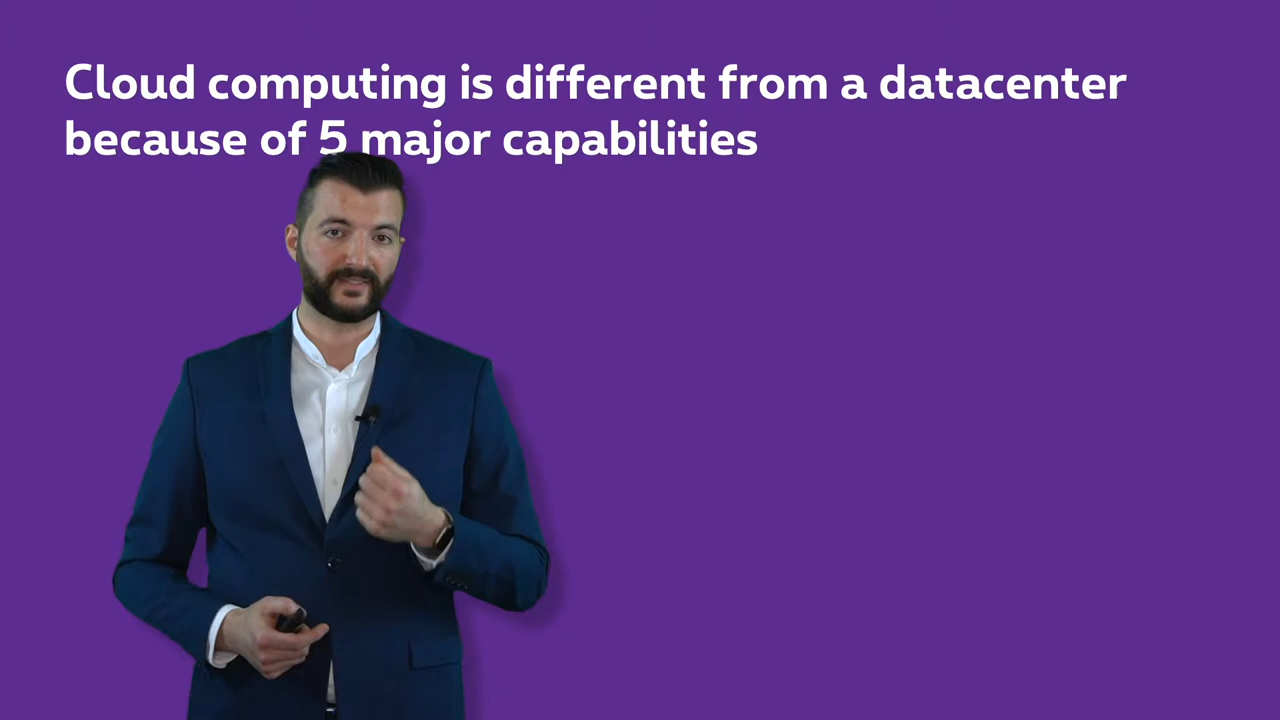 Cloud computing is different from a datacenter
because of 5 major capabilities